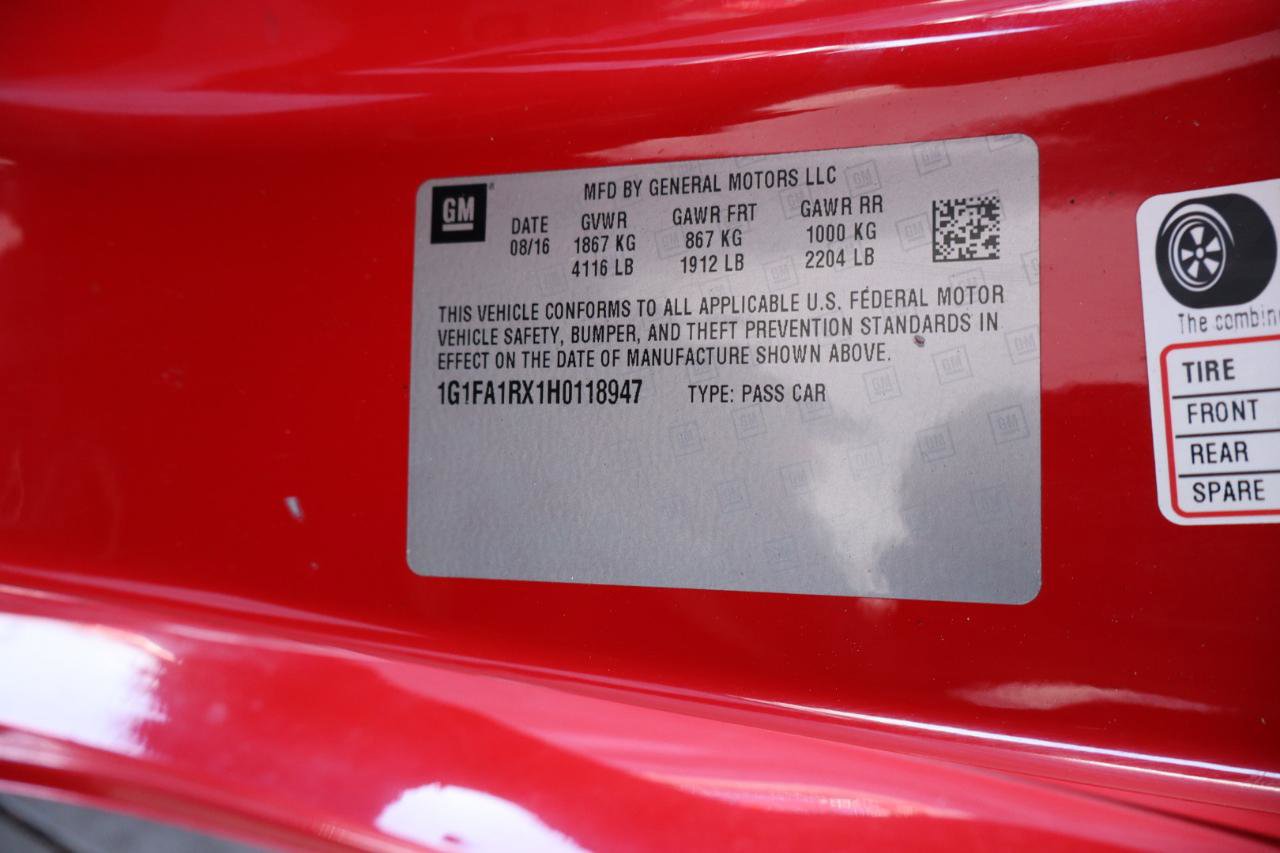 GM
MFD BY GENERAL MOTORS LLC
DATE GVWR GAWR FRT GAWR RR
08/16 1867 KG 867 KG 1000 KG
4116 LB 1912 LB 2204 LB
THIS VEHICLE CONFORMS TO ALL APPLICABLE U.S. FEDERAL MOTOR
VEHICLE SAFETY, BUMPER, AND THEFT PREVENTION STANDARDS IN
EFFECT ON THE DATE OF MANUFACTURE SHOWN ABOVE.
1G1FA1RX1H0118947 TYPE: PASS CAR
The
TIRE
FRONT
REAR
SPARE